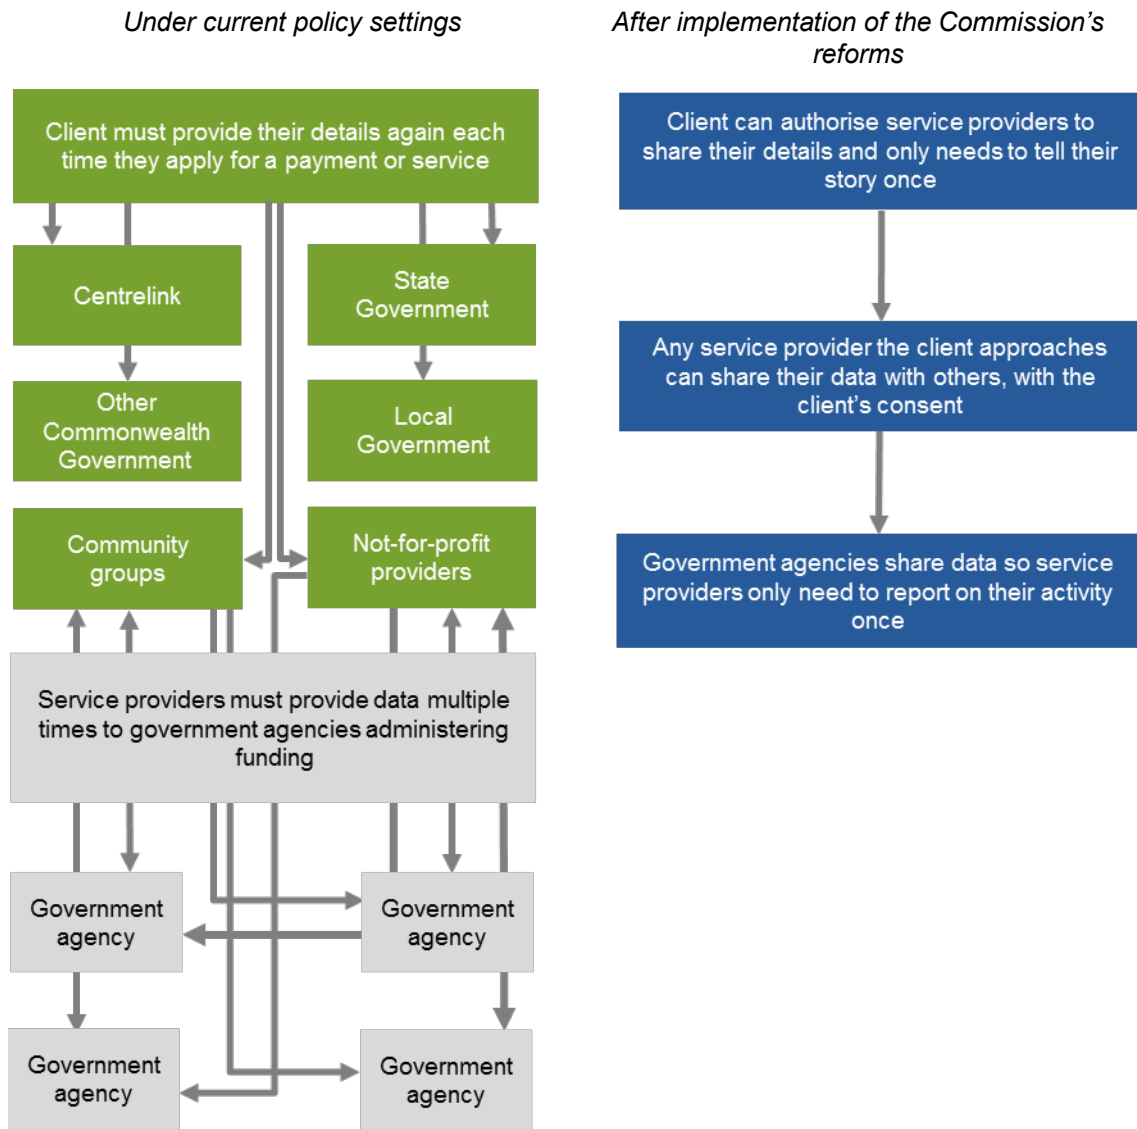 Under current policy settings
Client must provide their details again each
time they apply for a payment or service
Centrelink
State
Government
Other
Commonwealth
Government
Local
Government
Community
groups
Not-for-profit
providers
Service providers must provide data multiple
times to government agencies administering
funding
Government
agency
Government
agency
Government
agency
Government
agency
After implementation of the Commission’s
reforms
Client can authorise service providers to
share their details and only needs to tell their
story once
Any service provider the client approaches
can share their data with others, with the
client’s consent
Government agencies share data so service
providers only need to report on their activity
once